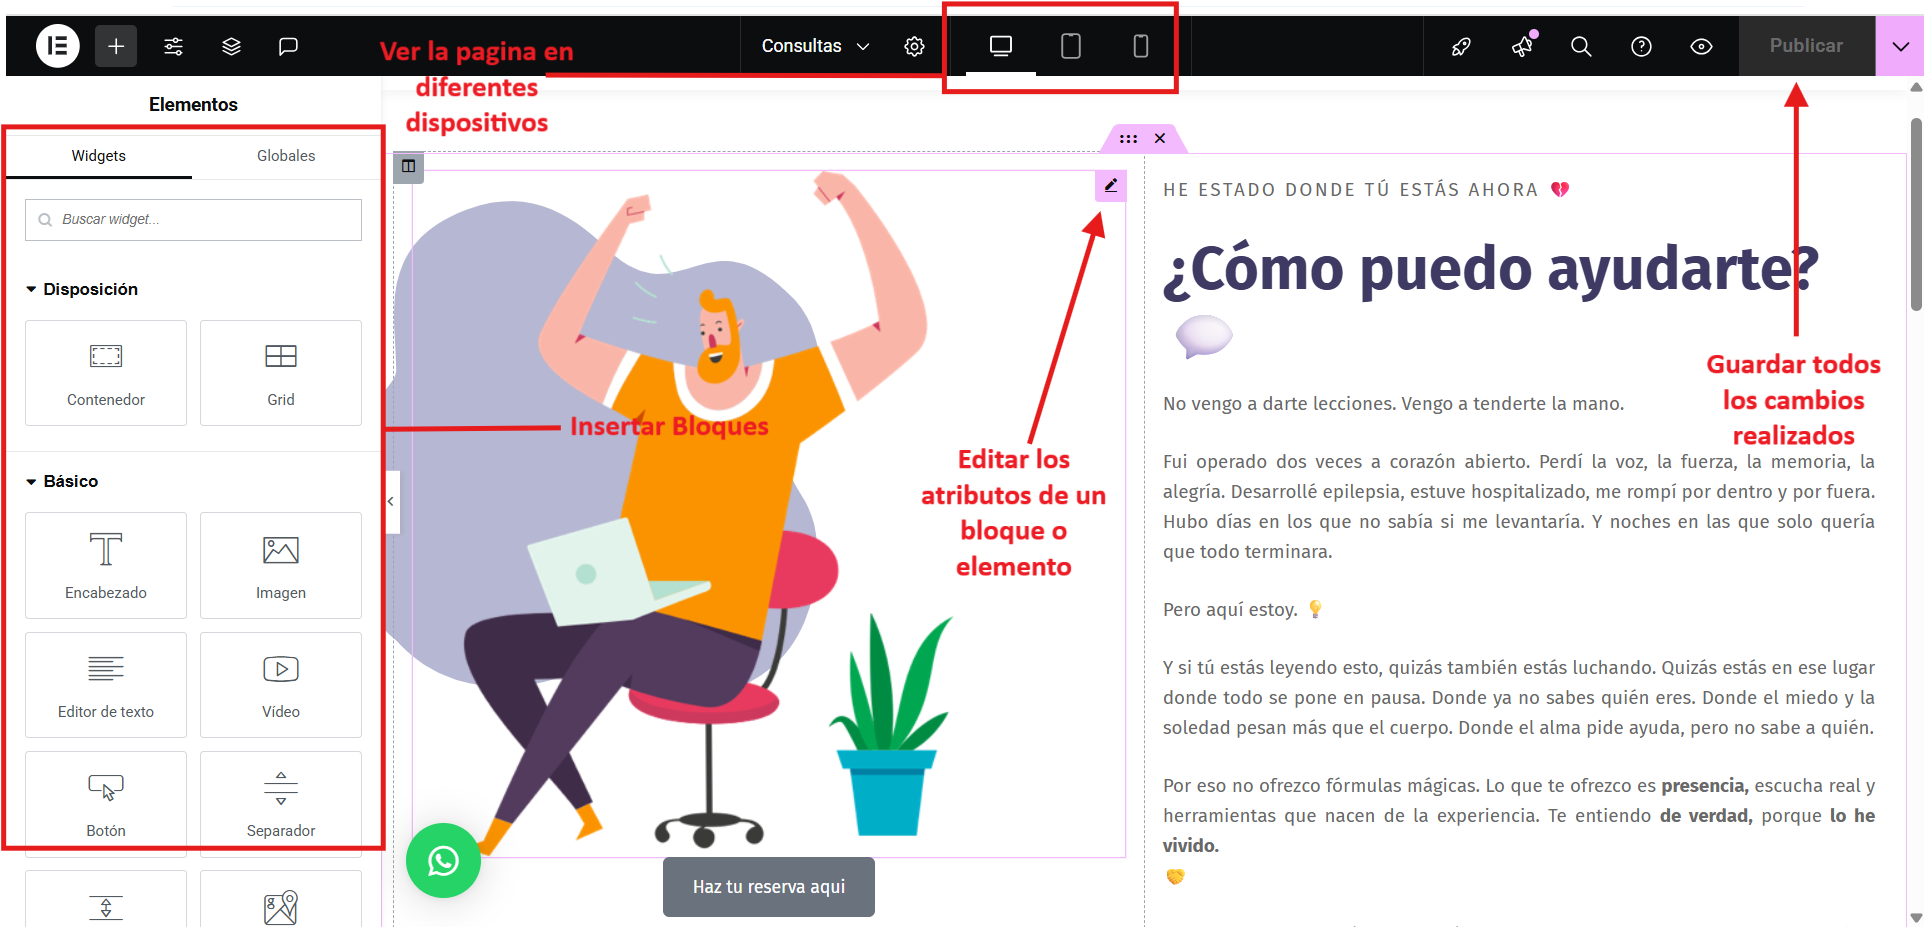 Consultas
Publicar
Ver la pagina en
diferentes
dispositivos
Elementos
Widgets
Globales
Buscar widget...
Disposición
Contenedor
Grid
Básico
Encabezado
Imagen
Editor de texto
Vídeo
Botón
Separador
Insertar Bloques
Editar los
atributos de un
bloque o
elemento
Haz tu reserva aqui
HE ESTADO DONDE TÚ ESTÁS AHORA 💔
¿Cómo puedo ayudarte?
💬
Guardar todos
los cambios
realizados
No vengo a darte lecciones. Vengo a tenderte la mano.
Fui operado dos veces a corazón abierto. Perdí la voz, la fuerza, la memoria, la
alegría. Desarrollé epilepsia, estuve hospitalizado, me rompí por dentro y por fuera.
Hubo días en los que no sabía si me levantaría. Y noches en las que solo quería
que todo terminara.
Pero aquí estoy. 💡
Y si tú estás leyendo esto, quizás también estás luchando. Quizás estás en ese lugar
donde todo se pone en pausa. Donde ya no sabes quién eres. Donde el miedo y la
soledad pesan más que el cuerpo. Donde el alma pide ayuda, pero no sabe a quién.
Por eso no ofrezco fórmulas mágicas. Lo que te ofrezco es presencia, escucha real y
herramientas que nacen de la experiencia. Te entiendo de verdad, porque lo he
vivido.
🤝